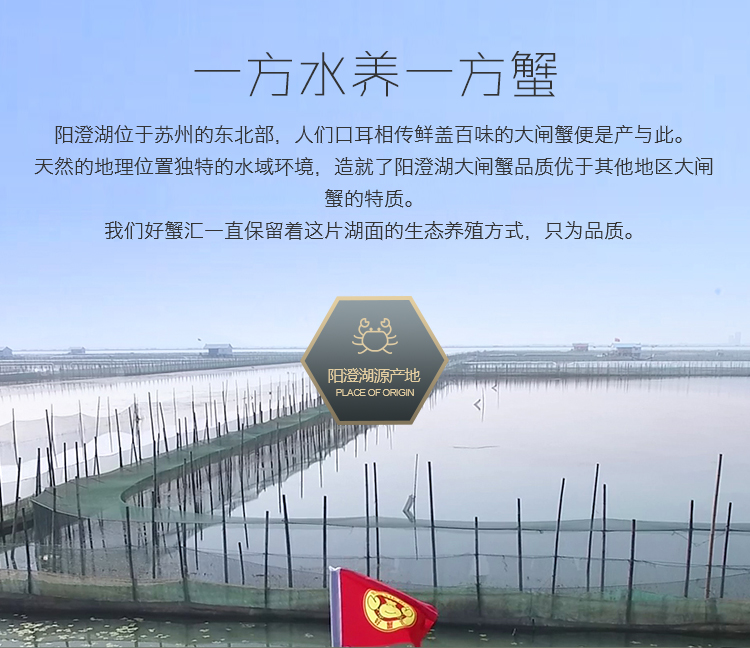 一方水养一方蟹
阳澄湖位于苏州的东北部，人们口耳相传鲜盖百味的大闸蟹便是产与此。
天然的地理位置独特的水域环境，造就了阳澄湖大闸蟹品质优于其他地区大闸
蟹的特质。
我们好蟹汇一直保留着这片湖面的生态养殖方式，只为品质。
阳澄湖源产地
PLACE OF ORIGIN